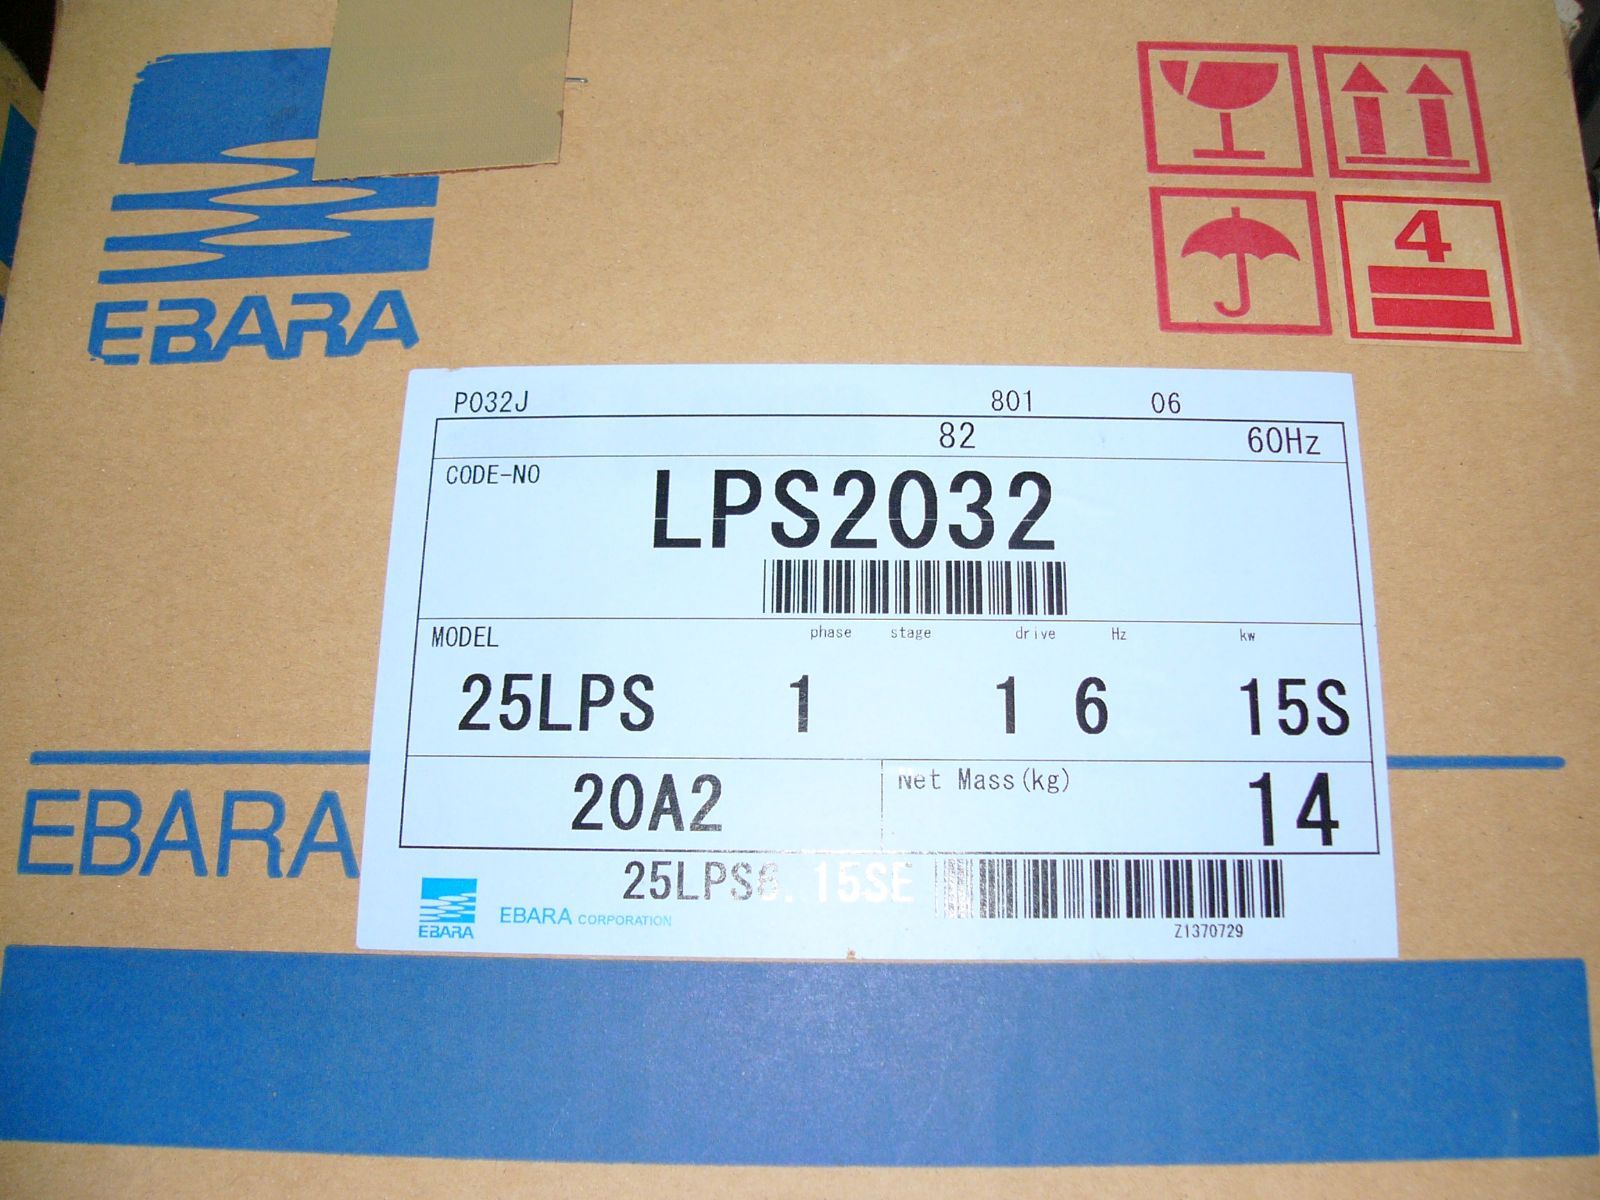 EBARA
4
P032J 801 06
82 60Hz
CODE-NO
LPS2032
MODEL phase stage drive Hz kw
25LPS 1 1 6 15S
20A2 Net Mass(kg) 14
25LPS6.15SE
EBARA
EBARA
EBARA CORPORATION
Z1370729